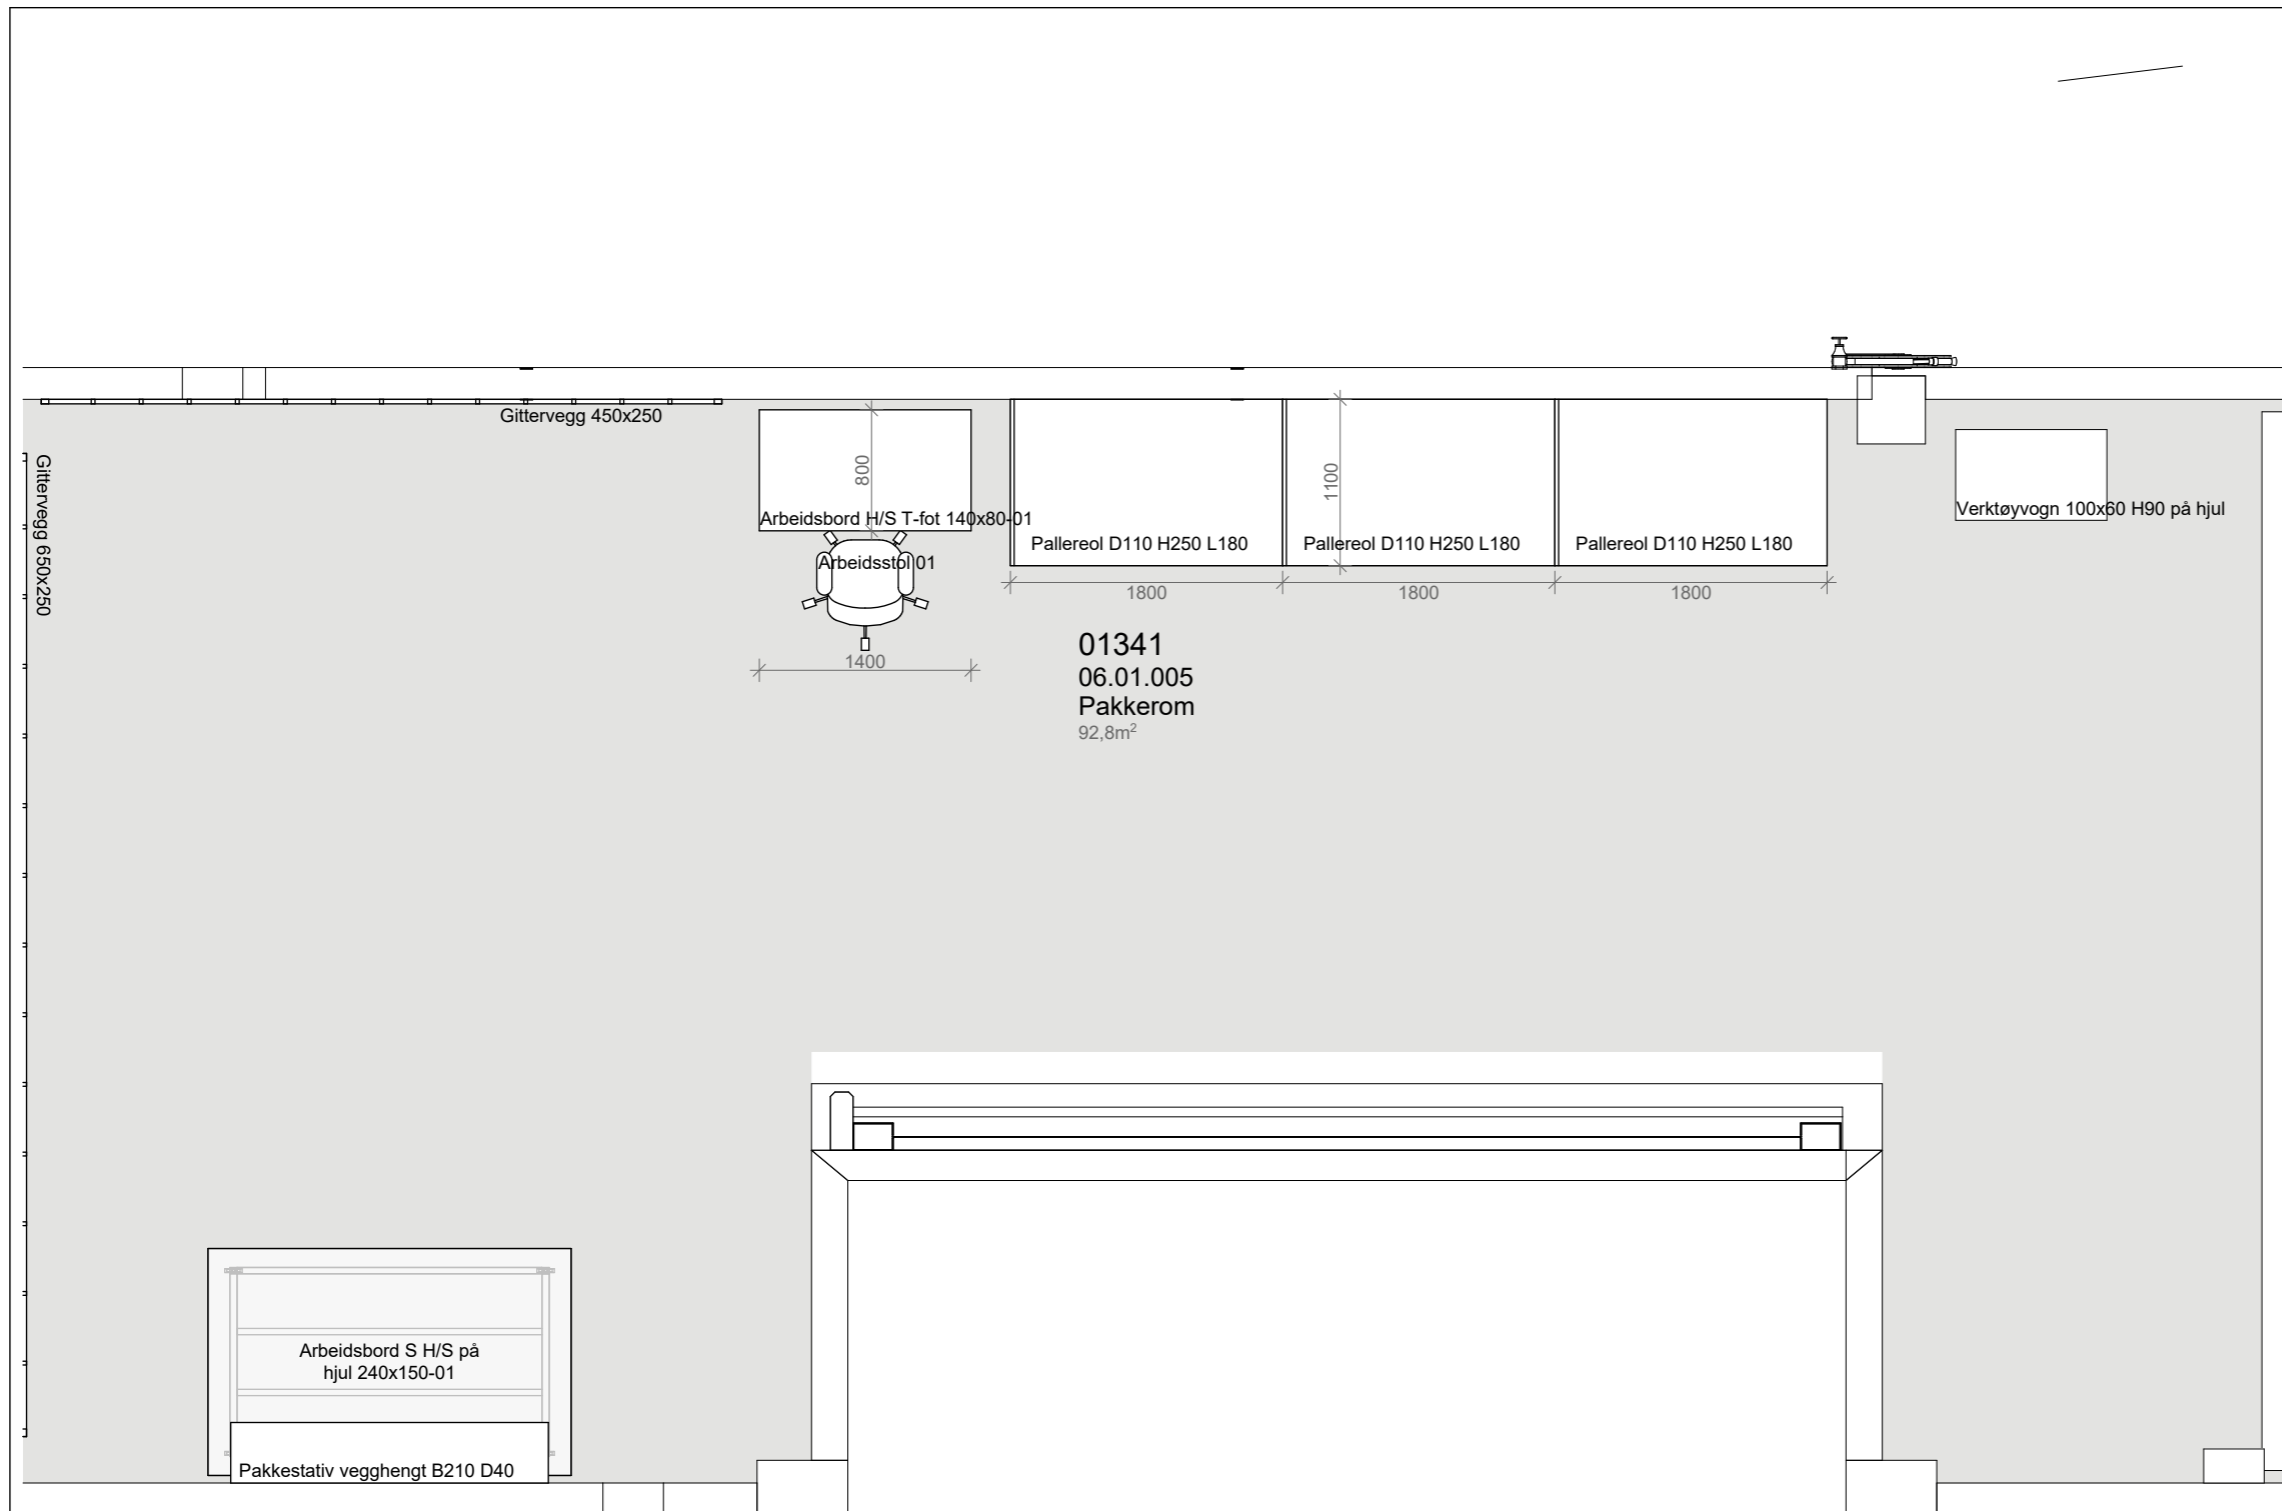 Gittervegg 450x250
Gittervegg 650x250
800
Arbeidsbord H/S T-fot 140x80-01
Arbeidsstol 01
1400
1100
Pallereol D110 H250 L180
Pallereol D110 H250 L180
Pallereol D110 H250 L180
1800
1800
1800
Verktøyvogn 100x60 H90 på hjul
01341
06.01.005
Pakkerom
92,8m²
Arbeidsbord S H/S på
hjul 240x150-01
Pakkestativ vegghengt B210 D40